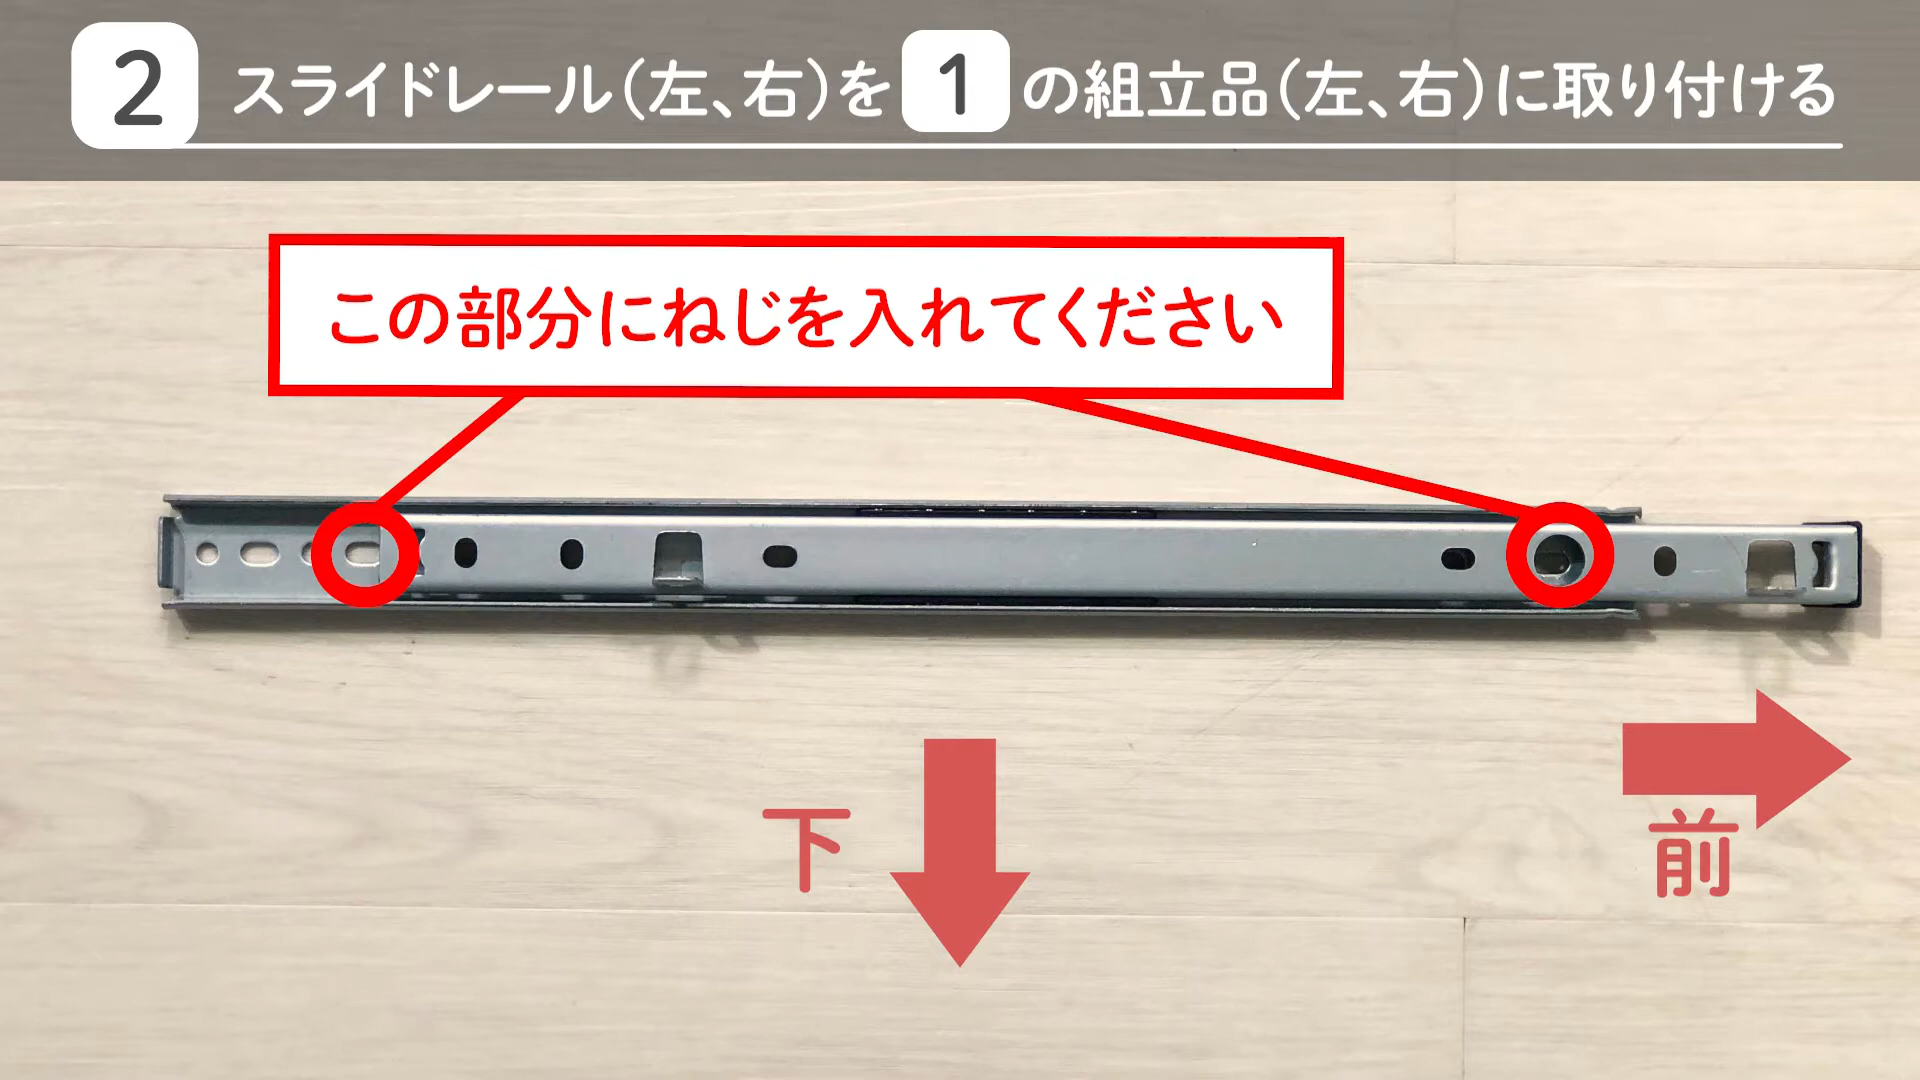 2 スライドレール(左、右)を 1 の組立品(左、右)に取り付ける
この部分にねじを入れてください
下
前